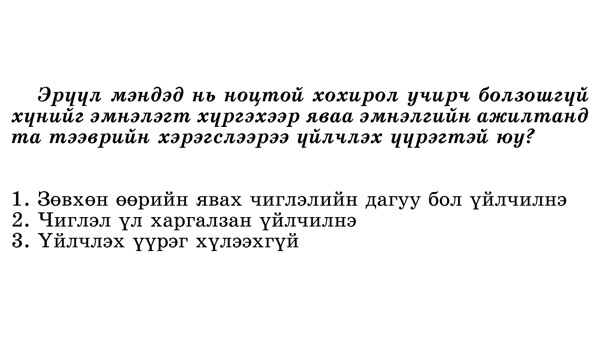 Эрүүл мэндэд нь ноцтой хохирол учирч болзошгүй
хүнийг эмнэлэгт хүргэхээр яваа эмнэлгийн ажилтанд
та тээврийн хэрэгслээрээ үйлчлэх үүрэгтэй юу?
1. Зөвхөн өөрийн явах чиглэлийн дагуу бол үйлчилнэ
2. Чиглэл үл харгалзан үйлчилнэ
3. Үйлчлэх үүрэг хүлээхгүй